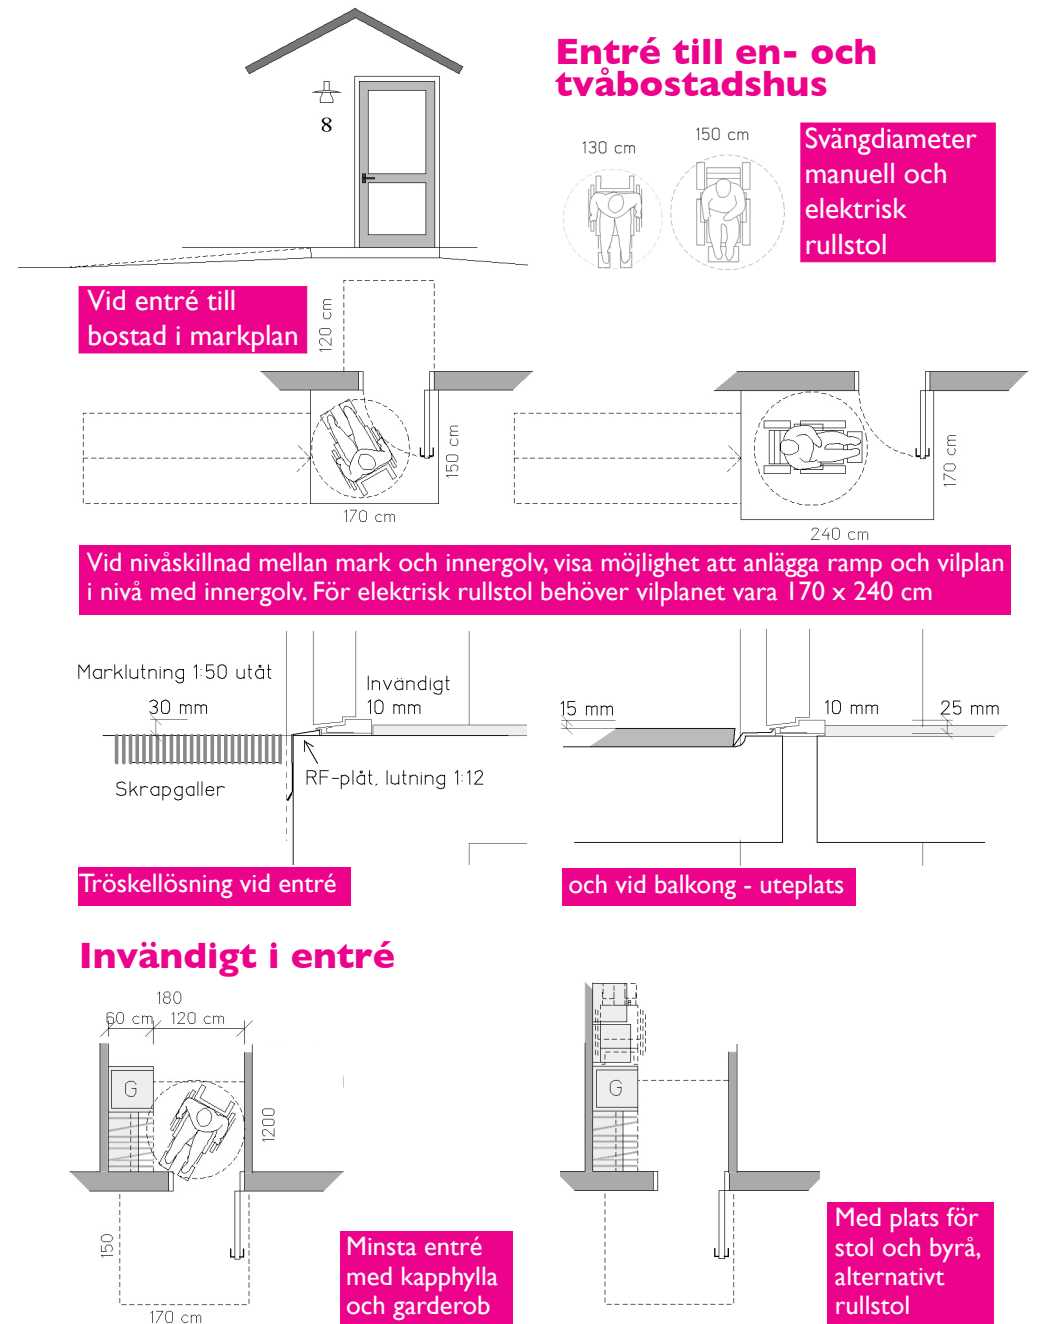 Entré till en- och
tvåbostadshus
8
130 cm
150 cm
Svängdiameter
manuell och
elektrisk
rullstol
Vid entré till
bostad i markplan
120 cm
150 cm
170 cm
170 cm
240 cm
Vid nivåskillnad mellan mark och innergolv, visa möjlighet att anlägga ramp och vilplan
i nivå med innergolv. För elektrisk rullstol behöver vilplanet vara 170 x 240 cm
Marklutning 1:50 utåt
30 mm
Invändigt
10 mm
RF-plåt, lutning 1:12
Skrapgaller
15 mm
10 mm
25 mm
Tröskellösning vid entré
och vid balkong - uteplats
Invändigt i entré
180
60 cm
120 cm
G
1200
150
170 cm
Minsta entré
med kapphylla
och garderob
G
Med plats för
stol och byrå,
alternativt
rullstol